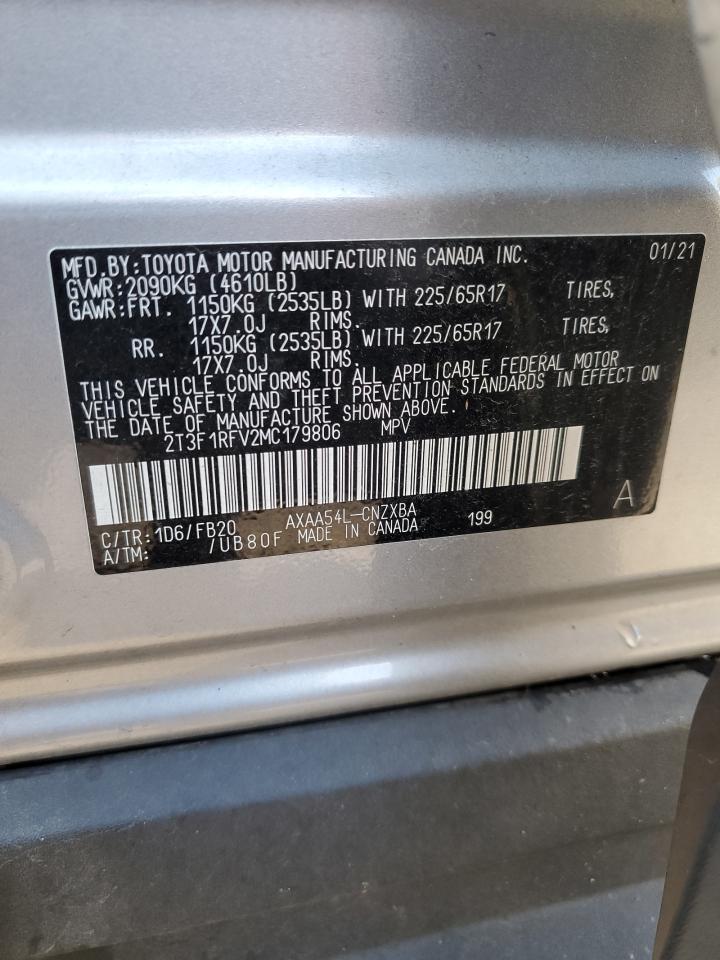 MFD.BY:TOYOTA MOTOR MANUFACTURING CANADA INC. 01/21
GVWR:2090KG (4610LB)
GAWR:FRT. 1150KG (2535LB) WITH 225/65R17 TIRES,
17X7.0J RIMS.
RR. 1150KG (2535LB) WITH 225/65R17 TIRES,
17X7.0J RIMS.
THIS VEHICLE CONFORMS TO ALL APPLICABLE FEDERAL MOTOR
VEHICLE SAFETY AND THEFT PREVENTION STANDARDS IN EFFECT ON
THE DATE OF MANUFACTURE SHOWN ABOVE.
2T3F1RFV2MC179806 MPV
A
C/TR:1D6/FB20 AXAA54L-CNZXBA 199
A/TM: /UB80F MADE IN CANADA